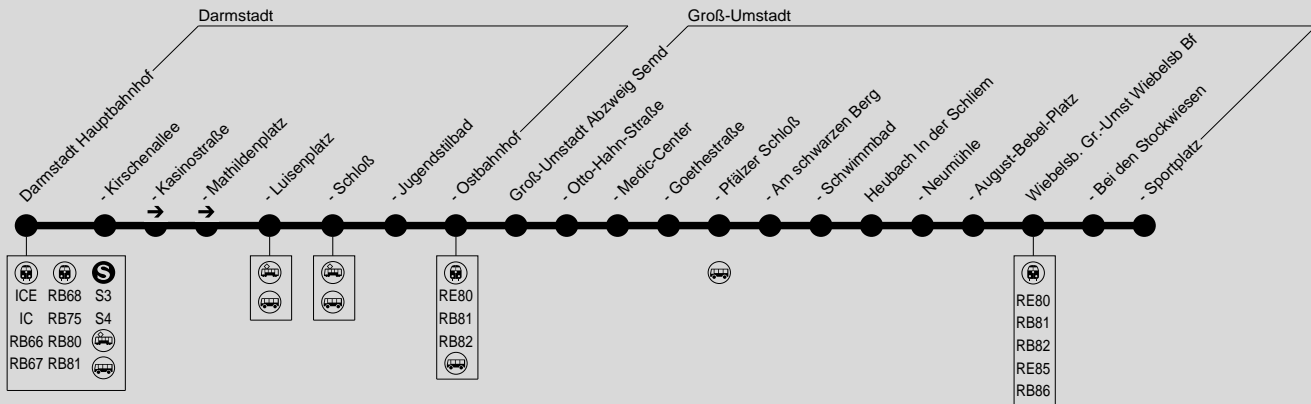 Darmstadt
Groß-Umstadt
Darmstadt Hauptbahnhof
- Kirschenallee
- Kasinostraße
- Mathildenplatz
- Luisenplatz
- Schloß
- Jugendstilbad
- Ostbahnhof
Groß-Umstadt Abzweig Semd
- Otto-Hahn-Straße
- Medic-Center
- Goethestraße
- Pfälzer Schloß
- Am schwarzen Berg
- Schwimmbad
Heubach In der Schliem
- Neumühle
- August-Bebel-Platz
Wiebelsb. Gr.-Umst Wiebelsb Bf
- Bei den Stockwiesen
- Sportplatz
S
ICE RB68 S3
IC RB75 S4
RB66 RB80
RB67 RB81
RE80
RB81
RB82
RE80
RB81
RB82
RE85
RB86